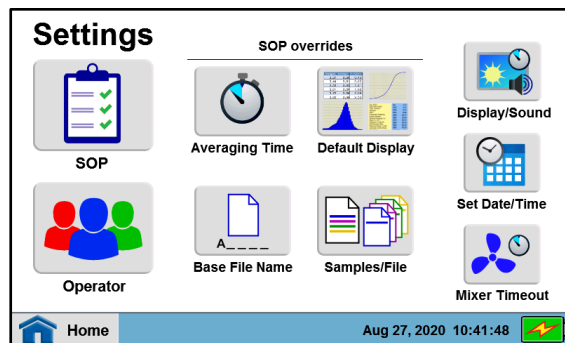 Settings
SOP overrides
SOP
Averaging Time
Default Display
Display/Sound
Set Date/Time
Operator
A_ _ _ _
Base File Name
Samples/File
Mixer Timeout
Home
Aug 27, 2020 10:41:48